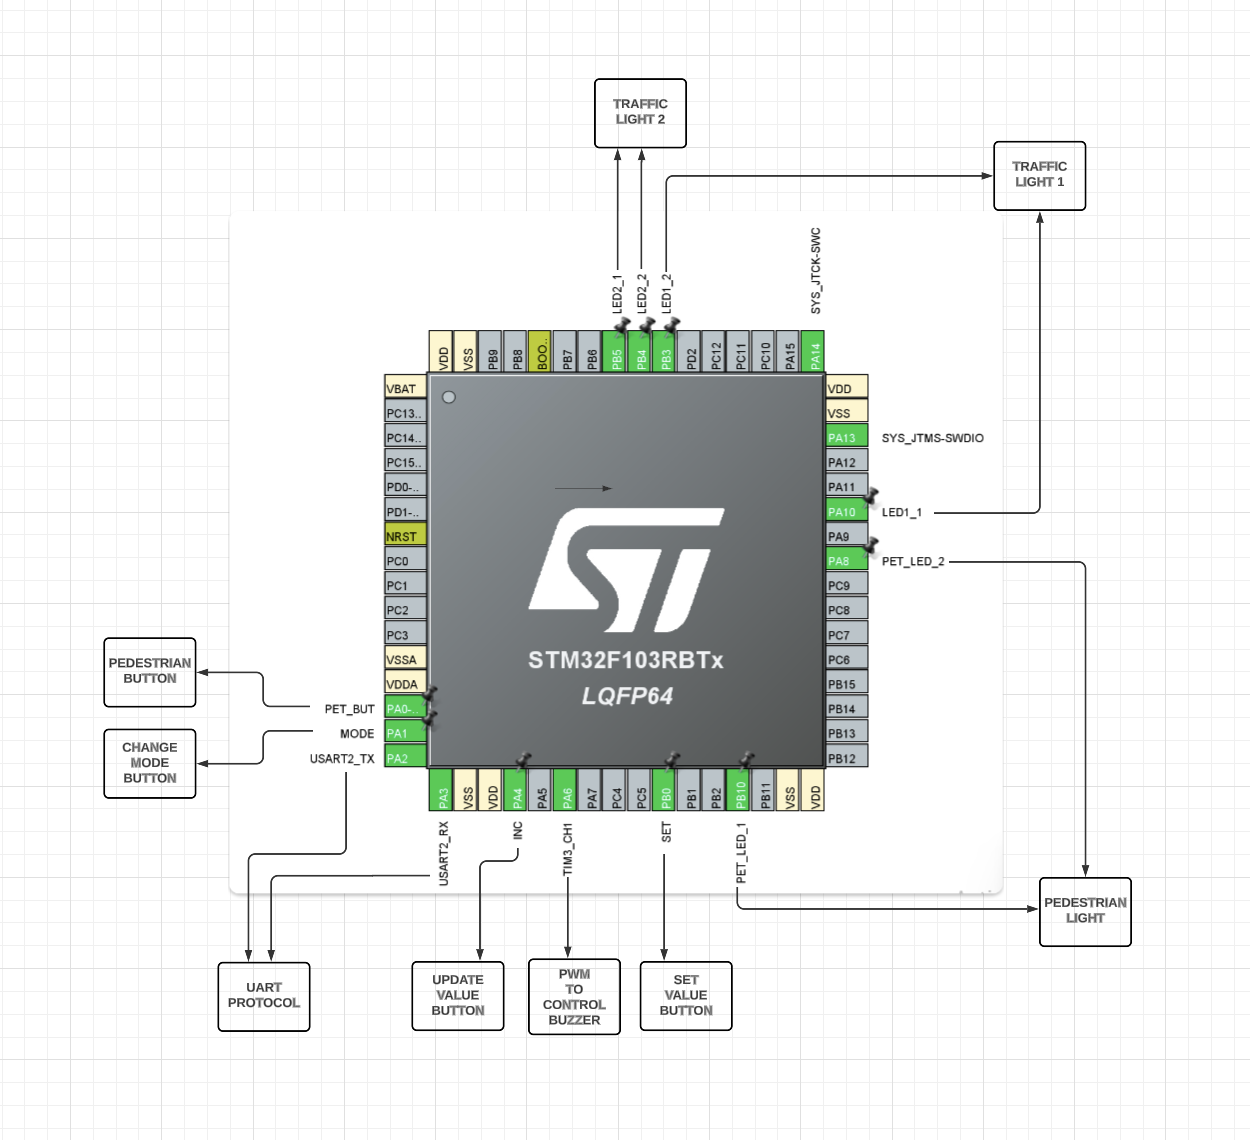 TRAFFIC
LIGHT 2
TRAFFIC
LIGHT 1
LED2_1
LED2_2
LED1_2
SYS_JTCK-SWC
VDD
VSS
PB9
PB8
BOO..
PB7
PB6
PB5
PB4
PB3
PD2
PC12
PC11
PC10
PA15
PA14
VBAT
PC13..
PC14..
PC15..
PD0-..
PD1-..
NRST
PC0
PC1
PC2
PC3
VSSA
VDDA
PA0-..
PA1
PA2
VDD
VSS
PA13
PA12
PA11
PA10
PA9
PA8
PC9
PC8
PC7
PC6
PB15
PB14
PB13
PB12
SYS_JTMS-SWDIO
LED1_1
PET_LED_2
ST
STM32F103RBTx
LQFP64
PEDESTRIAN
BUTTON
CHANGE
MODE
BUTTON
PET_BUT
MODE
USART2_TX
PA3
VSS
VDD
PA4
PA5
PA6
PA7
PC4
PC5
PB0
PB1
PB2
PB10
PB11
VSS
VDD
USART2_RX
INC
TIM3_CH1
SET
PET_LED_1
PEDESTRIAN
LIGHT
UART
PROTOCOL
UPDATE
VALUE
BUTTON
PWM
TO
CONTROL
BUZZER
SET
VALUE
BUTTON